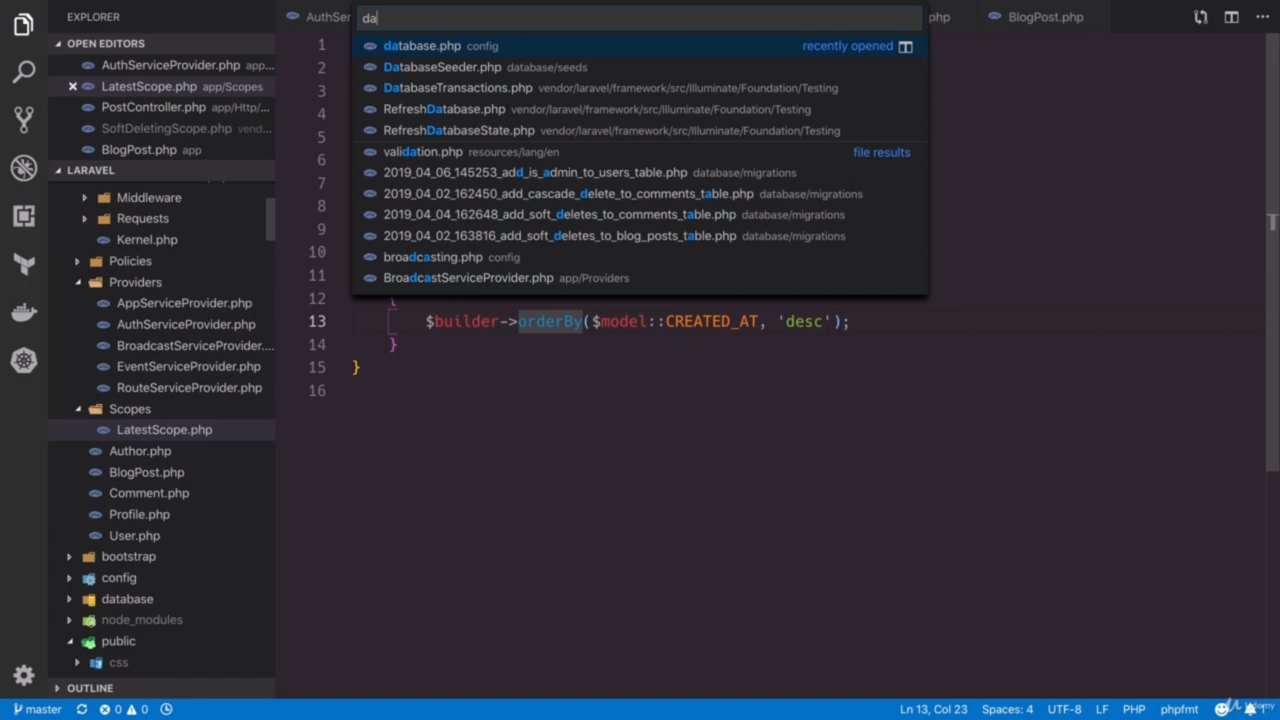 EXPLORER
OPEN EDITORS
AuthServiceProvider.php app...
LatestScope.php app/Scopes
PostController.php app/Http/...
SoftDeletingScope.php vend...
BlogPost.php app
LARAVEL
Middleware
Requests
Kernel.php
Policies
Providers
AppServiceProvider.php
AuthServiceProvider.php
BroadcastServiceProvider....
EventServiceProvider.php
RouteServiceProvider.php
Scopes
LatestScope.php
Author.php
BlogPost.php
Comment.php
Profile.php
User.php
bootstrap
config
database
node_modules
public
css
OUTLINE
AuthSer
php
BlogPost.php
da
database.php config recently opened
DatabaseSeeder.php database/seeds
DatabaseTransactions.php vendor/laravel/framework/src/Illuminate/Foundation/Testing
RefreshDatabase.php vendor/laravel/framework/src/Illuminate/Foundation/Testing
RefreshDatabaseState.php vendor/laravel/framework/src/Illuminate/Foundation/Testing
validation.php resources/lang/en file results
2019_04_06_145253_add_is_admin_to_users_table.php database/migrations
2019_04_02_162450_add_cascade_delete_to_comments_table.php database/migrations
2019_04_04_162648_add_soft_deletes_to_comments_table.php database/migrations
2019_04_02_163816_add_soft_deletes_to_blog_posts_table.php database/migrations
broadcasting.php config
BroadcastServiceProvider.php app/Providers
1
2
3
4
5
6
7
8
9
10
11
12 {
13 $builder->orderBy($model::CREATED_AT, 'desc');
14 }
15 }
16
master 0 0 Ln 13, Col 23 Spaces: 4 UTF-8 LF PHP phpfmt
Udemy